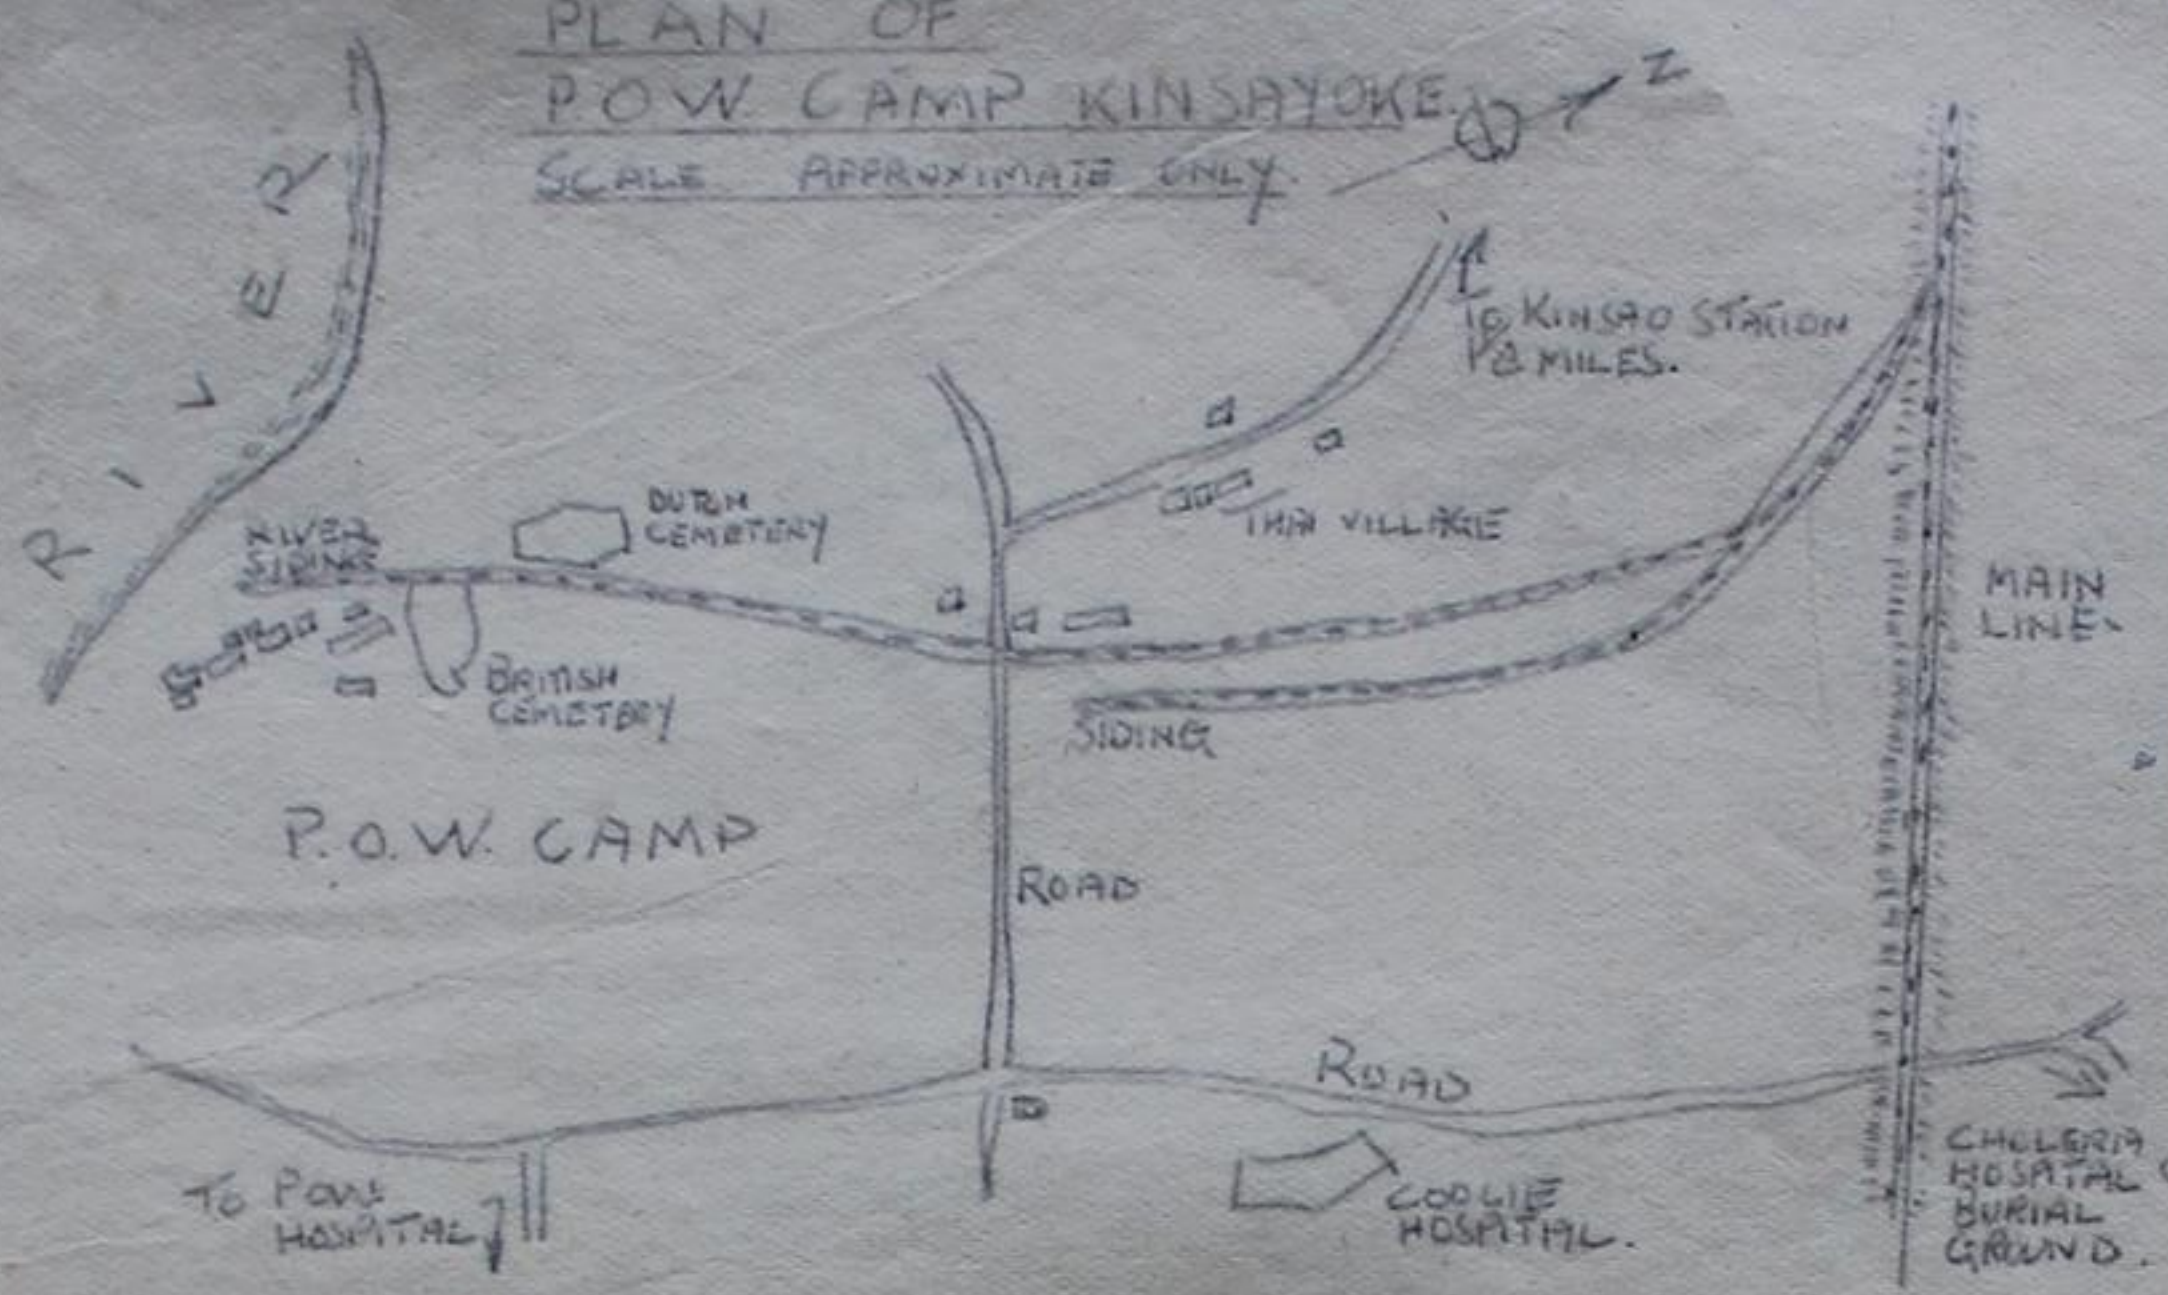 PLAN OF
P.O.W. CAMP KINSAYOKE.
SCALE APPROXIMATE ONLY.
N
RIVER
TO KINSAO STATION
1/2 MILES.
DUTCH
CEMETERY
RIVER
SIDING
THAI VILLAGE
MAIN
LINE
BRITISH
CEMETERY
SIDING
P.O.W. CAMP
ROAD
ROAD
TO POW
HOSPITAL
COOLIE
HOSPITAL.
CHOLERIA
HOSPITAL
BURIAL
GROUND.